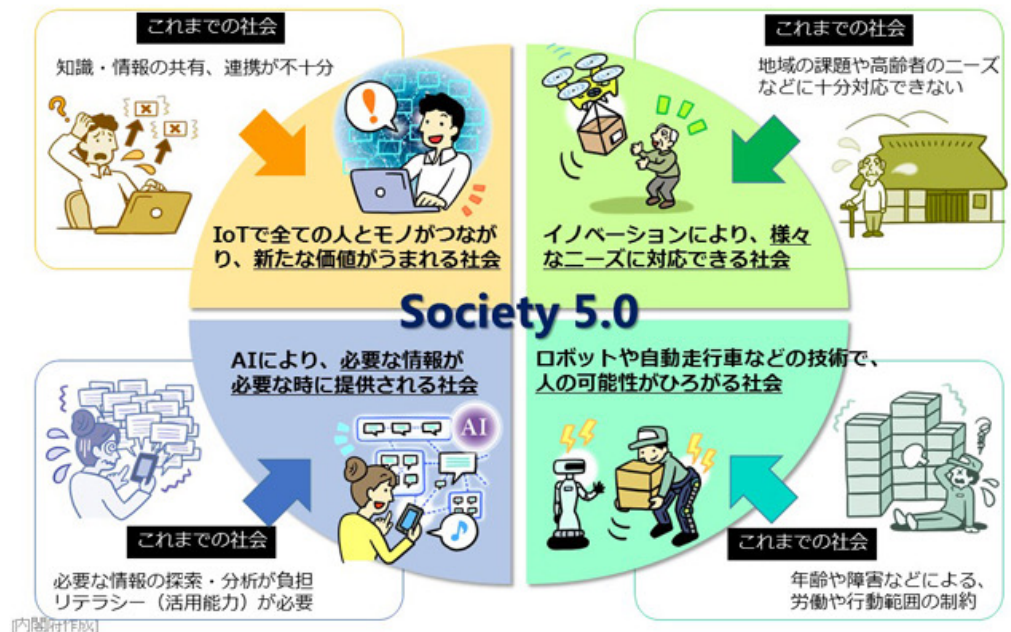 これまでの社会
知識・情報の共有、連携が不十分
IoTで全ての人とモノがつなが
り、新たな価値がうまれる社会
これまでの社会
地域の課題や高齢者のニーズ
などに十分対応できない
イノベーションにより、様々
なニーズに対応できる社会
Society 5.0
AIにより、必要な情報が
必要な時に提供される社会
AI
これまでの社会
必要な情報の探索・分析が負担
リテラシー（活用能力）が必要
ロボットや自動走行車などの技術で、
人の可能性がひろがる社会
これまでの社会
年齢や障害などによる、
労働や行動範囲の制約
[内閣府作成]